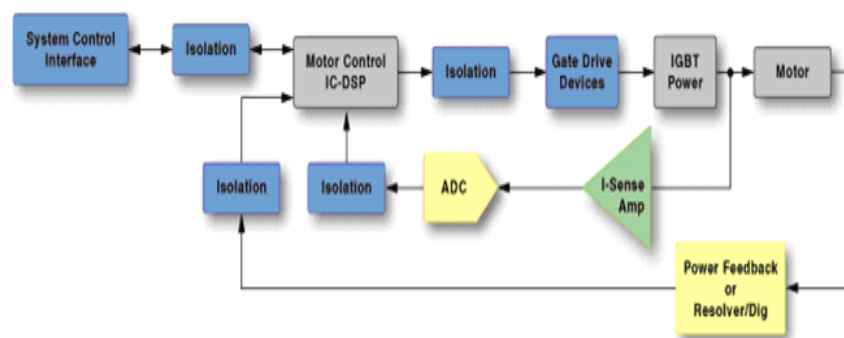 System Control
Interface
Isolation
Motor Control
IC-DSP
Isolation
Gate Drive
Devices
IGBT
Power
Motor
Isolation
Isolation
ADC
I-Sense
Amp
Power Feedback
or
Resolver/Dig